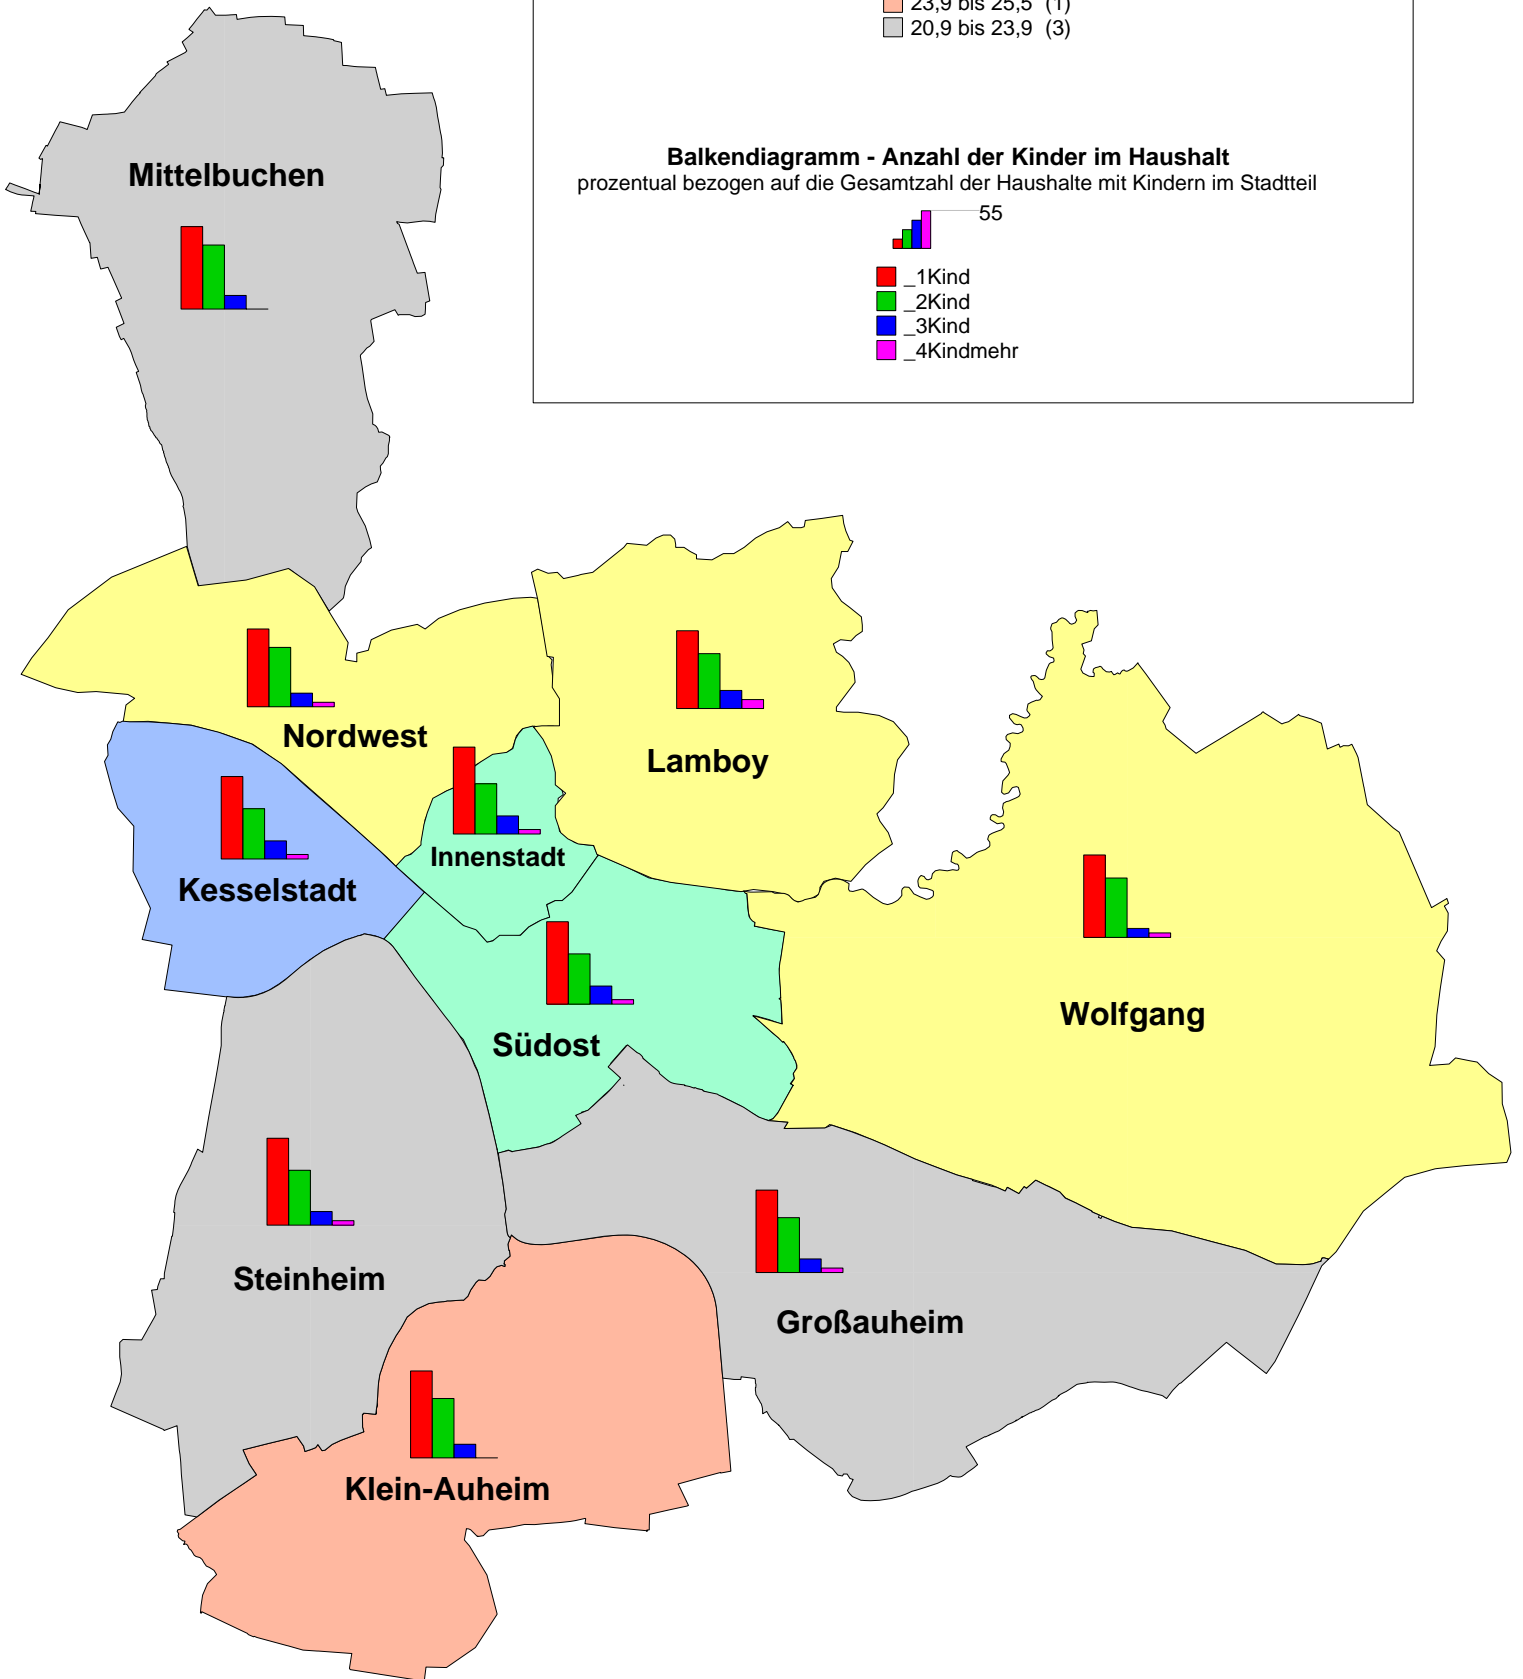 23,9 bis 25,5 (1)
20,9 bis 23,9 (3)
Balkendiagramm - Anzahl der Kinder im Haushalt
prozentual bezogen auf die Gesamtzahl der Haushalte mit Kindern im Stadtteil
55
_1Kind
_2Kind
_3Kind
_4Kindmehr
Mittelbuchen
Nordwest
Lamboy
Innenstadt
Kesselstadt
Wolfgang
Südost
Steinheim
Großauheim
Klein-Auheim